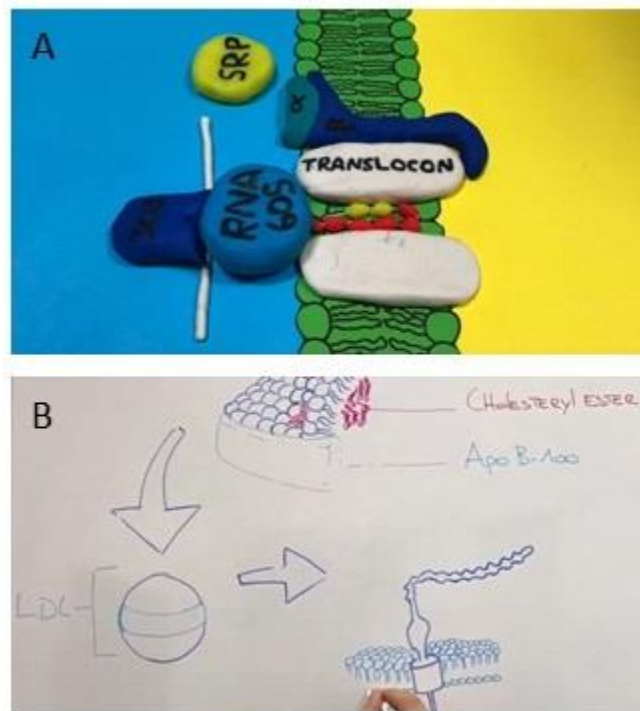 A
SRP
α
β
TRANSLOCON
RNA
60S
B
CHolesteryl ESTER
Apo B-100
LDL